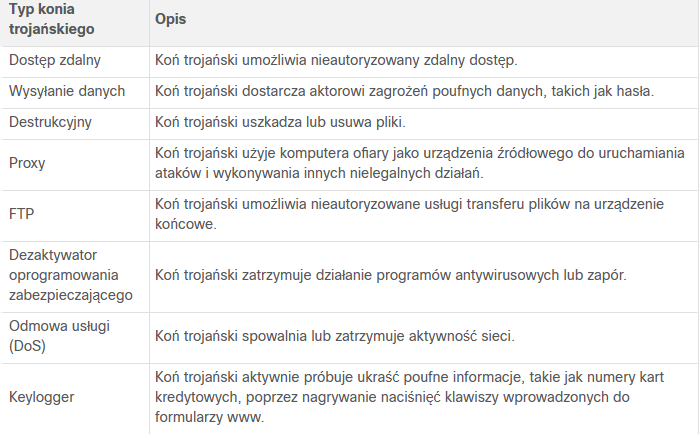 Typ konia
trojańskiego
Opis
Dostęp zdalny
Koń trojański umożliwia nieautoryzowany zdalny dostęp.
Wysyłanie danych
Koń trojański dostarcza aktorowi zagrożeń poufnych danych, takich jak hasła.
Destrukcyjny
Koń trojański uszkadza lub usuwa pliki.
Proxy
Koń trojański użyje komputera ofiary jako urządzenia źródłowego do uruchamiania
ataków i wykonywania innych nielegalnych działań.
FTP
Koń trojański umożliwia nieautoryzowane usługi transferu plików na urządzenie
końcowe.
Dezaktywator
oprogramowania
zabezpieczającego
Koń trojański zatrzymuje działanie programów antywirusowych lub zapór.
Odmowa usługi
(DoS)
Koń trojański spowalnia lub zatrzymuje aktywność sieci.
Keylogger
Koń trojański aktywnie próbuje ukraść poufne informacje, takie jak numery kart
kredytowych, poprzez nagrywanie naciśnięć klawiszy wprowadzonych do
formularzy www.